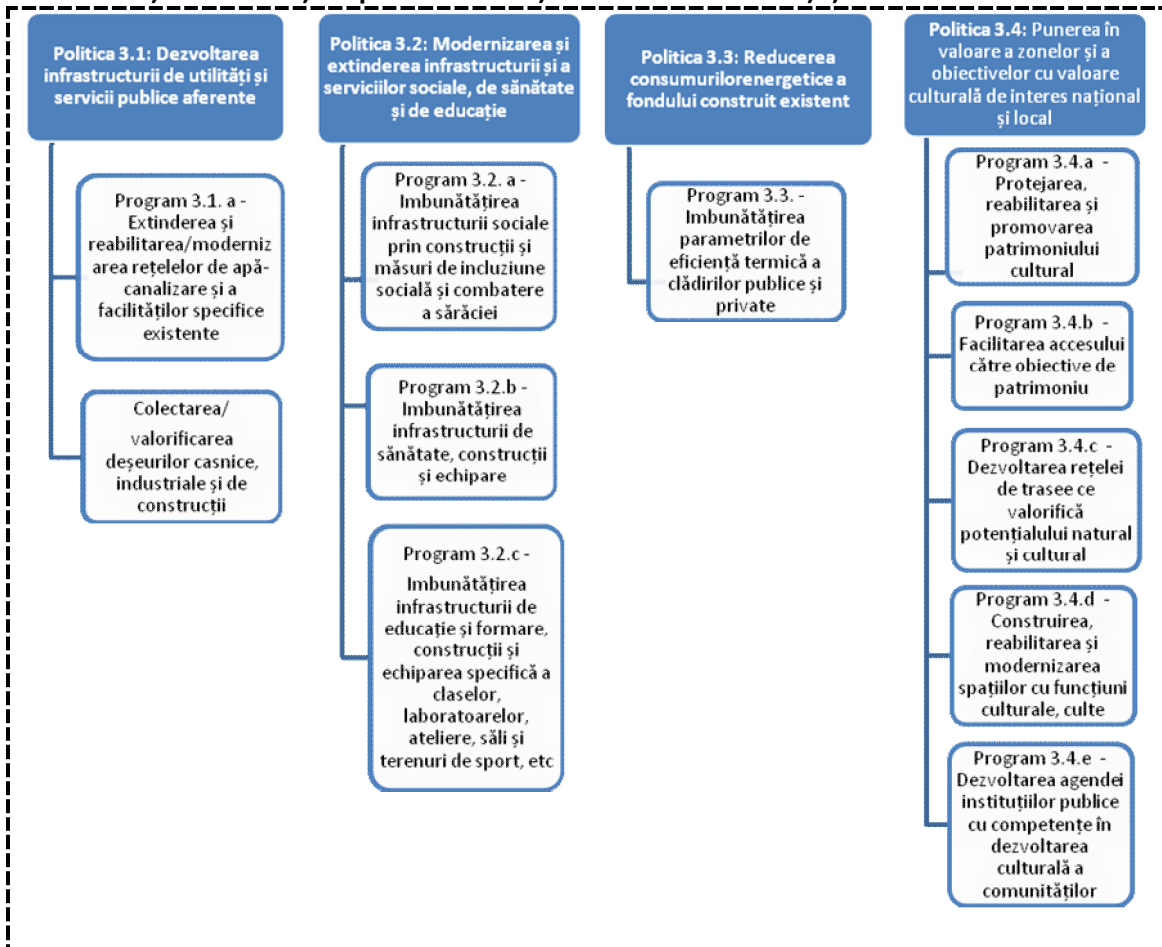 Politica 3.1: Dezvoltarea
infrastructurii de utilități și
servicii publice aferente
Program 3.1. a -
Extinderea și
reabilitarea/moderniz
area rețelelor de apă-
canalizare și a
facilităților specifice
existente
Colectarea/
valorificarea
deșeurilor casnice,
industriale și de
construcții
Politica 3.2: Modernizarea și
extinderea infrastructurii și a
serviciilor sociale, de sănătate
și de educație
Program 3.2. a -
Imbunătățirea
infrastructurii sociale
prin construcții și
măsuri de incluziune
socială și combatere
a sărăciei
Program 3.2.b -
Imbunătățirea
infrastructurii de
sănătate, construcții
și echipare
Program 3.2.c -
Imbunătățirea
infrastructurii de
educație și formare,
construcții și
echiparea specifică a
claselor,
laboratoarelor,
ateliere, săli și
terenuri de sport, etc
Politica 3.3: Reducerea
consumurilorenergetice a
fondului construit existent
Program 3.3. -
Imbunătățirea
parametrilor de
eficiență termică a
clădirilor publice și
private
Politica 3.4: Punerea în
valoare a zonelor și a
obiectivelor cu valoare
culturală de interes național
și local
Program 3.4.a -
Protejarea,
reabilitarea și
promovarea
patrimoniului
cultural
Program 3.4.b -
Facilitarea accesului
către obiective de
patrimoniu
Program 3.4.c -
Dezvoltarea rețelei
de trasee ce
valorifică
potențialului natural
și cultural
Program 3.4.d -
Construirea,
reabilitarea și
modernizarea
spațiilor cu funcțiuni
culturale, culte
Program 3.4.e -
Dezvoltarea agendei
instituțiilor publice
cu competențe în
dezvoltarea
culturală a
comunităților